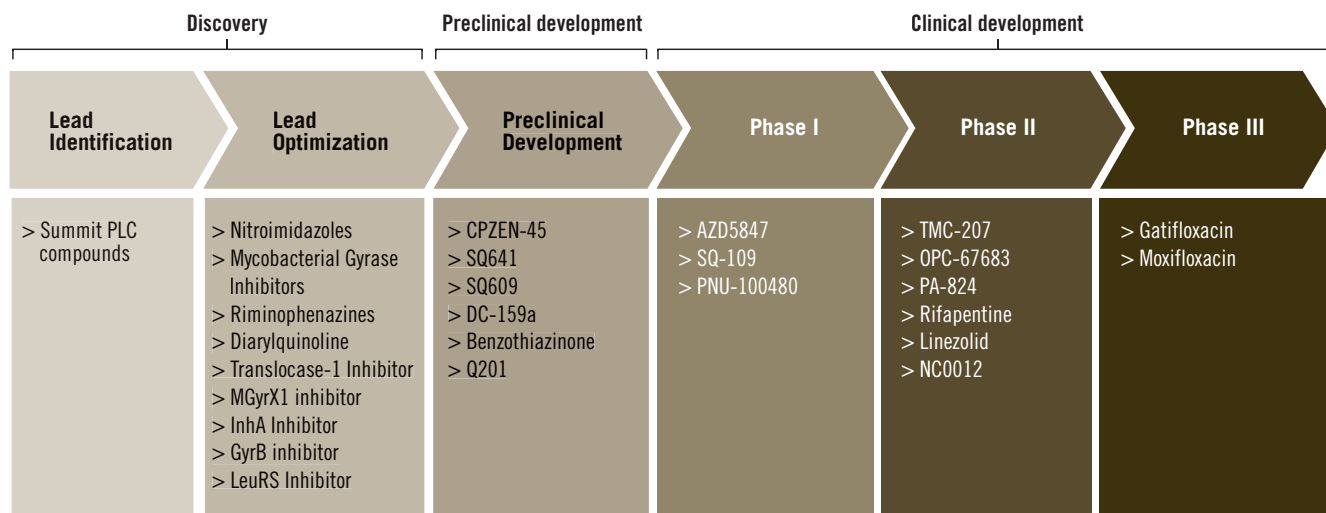 Discovery
Preclinical development
Clinical development
Lead
Identification
Lead
Optimization
Preclinical
Development
Phase I
Phase II
Phase III
> Summit PLC
compounds
> Nitroimidazoles
> Mycobacterial Gyrase
Inhibitors
> Riminophenazines
> Diarylquinoline
> Translocase-1 Inhibitor
> MGyrX1 inhibitor
> InhA Inhibitor
> GyrB inhibitor
> LeuRS Inhibitor
> CPZEN-45
> SQ641
> SQ609
> DC-159a
> Benzothiazinone
> Q201
> AZD5847
> SQ-109
> PNU-100480
> TMC-207
> OPC-67683
> PA-824
> Rifapentine
> Linezolid
> NC0012
> Gatifloxacin
> Moxifloxacin